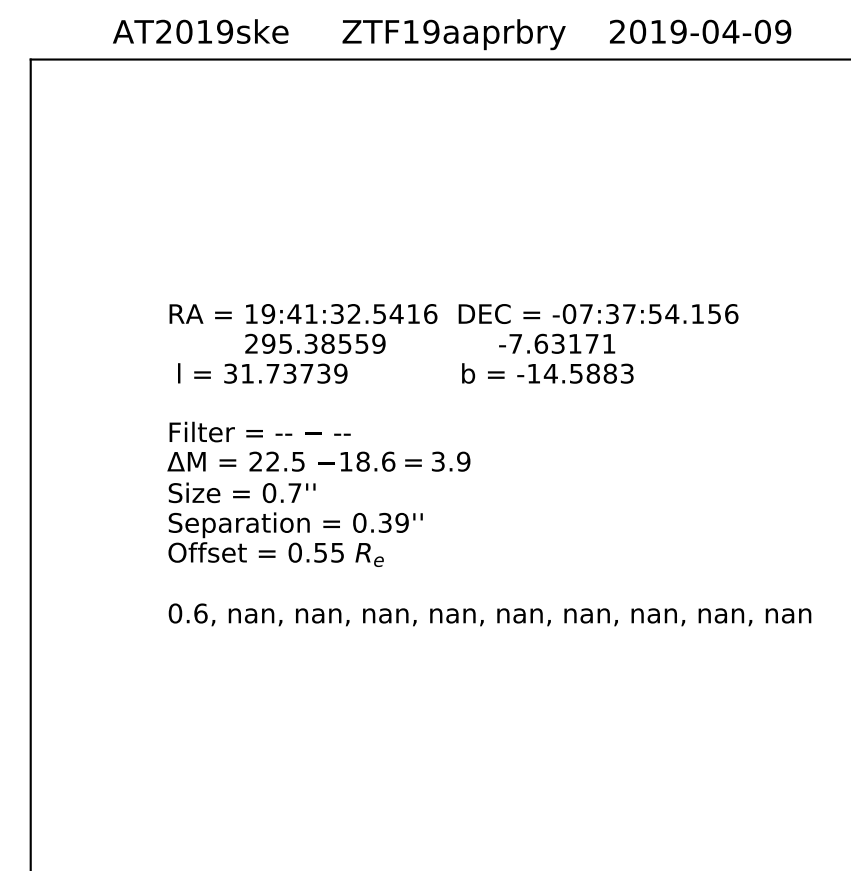 AT2019ske ZTF19aaprbry 2019-04-09
RA = 19:41:32.5416 DEC = -07:37:54.156
295.38559 -7.63171
l = 31.73739 b = -14.5883
Filter = -- − --
ΔM = 22.5 −18.6 = 3.9
Size = 0.7''
Separation = 0.39''
Offset = 0.55 Re
0.6, nan, nan, nan, nan, nan, nan, nan, nan, nan